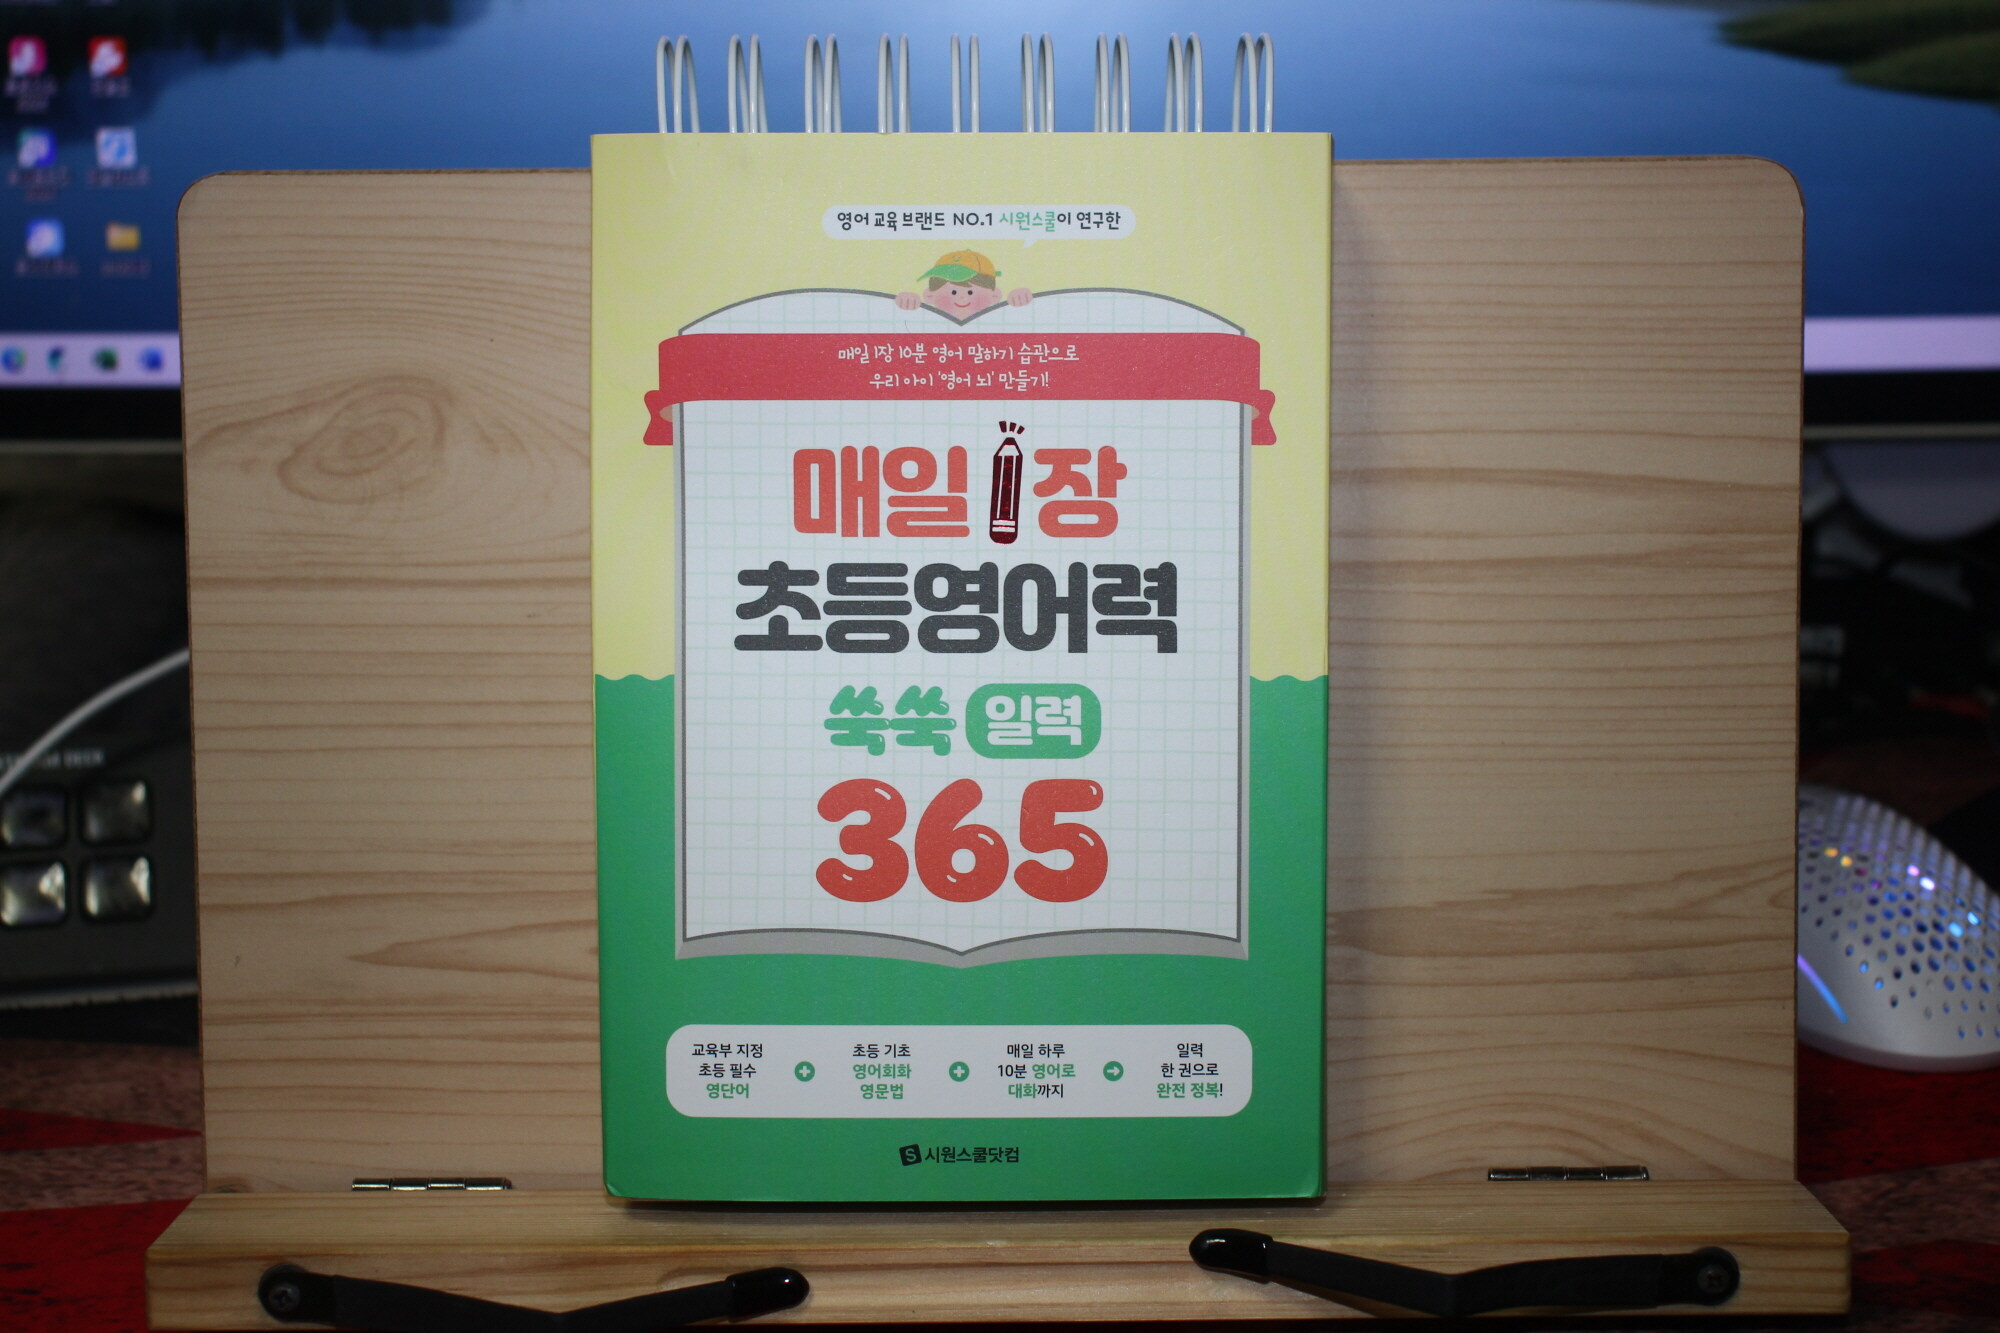 영어 교육 브랜드 NO.1 시원스쿨이 연구한
매일 1장 10분 영어 말하기 습관으로
우리 아이 '영어 뇌' 만들기!
매일 1장
초등영어력
쑥쑥 일력
365
교육부 지정
초등 필수
영단어
초등 기초
영어회화
영문법
매일 하루
10분 영어로
대화까지
일력
한 권으로
완전 정복!
S 시원스쿨닷컴